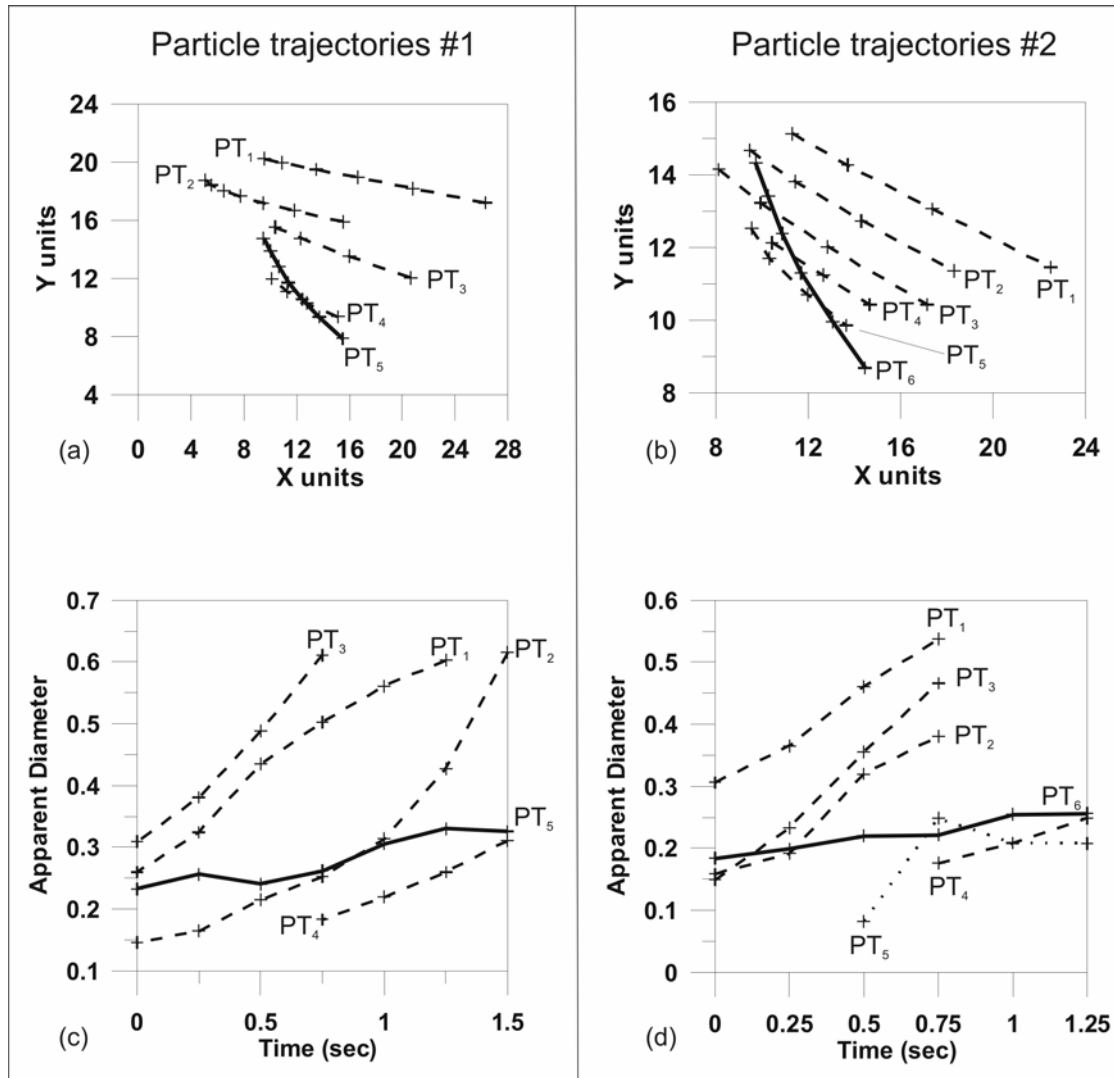 Particle trajectories #1
24
20
16
12
8
4
Y units
PT1
PT2
PT3
PT4
PT5
0 4 8 12 16 20 24 28
X units
(a)
Particle trajectories #2
16
14
12
10
8
Y units
PT1
PT2
PT4
PT3
PT5
PT6
8 12 16 20 24
X units
(b)
0.7
0.6
0.5
0.4
0.3
0.2
0.1
Apparent Diameter
PT3
PT1
PT2
PT5
PT4
0 0.5 1 1.5
Time (sec)
(c)
0.6
0.5
0.4
0.3
0.2
0.1
0
Apparent Diameter
PT1
PT3
PT2
PT6
PT4
PT5
0 0.25 0.5 0.75 1 1.25
Time (sec)
(d)